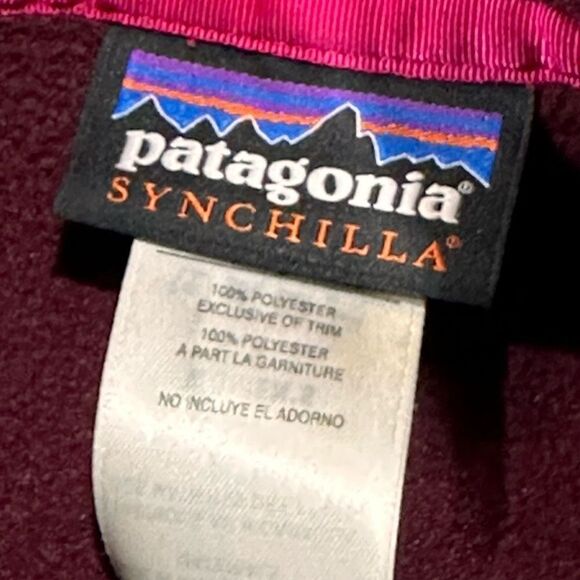 patagonia®
SYNCHILLA®
100% POLYESTER
EXCLUSIVE OF TRIM
100% POLYESTER
À PART LA GARNITURE
NO INCLUYE EL ADORNO